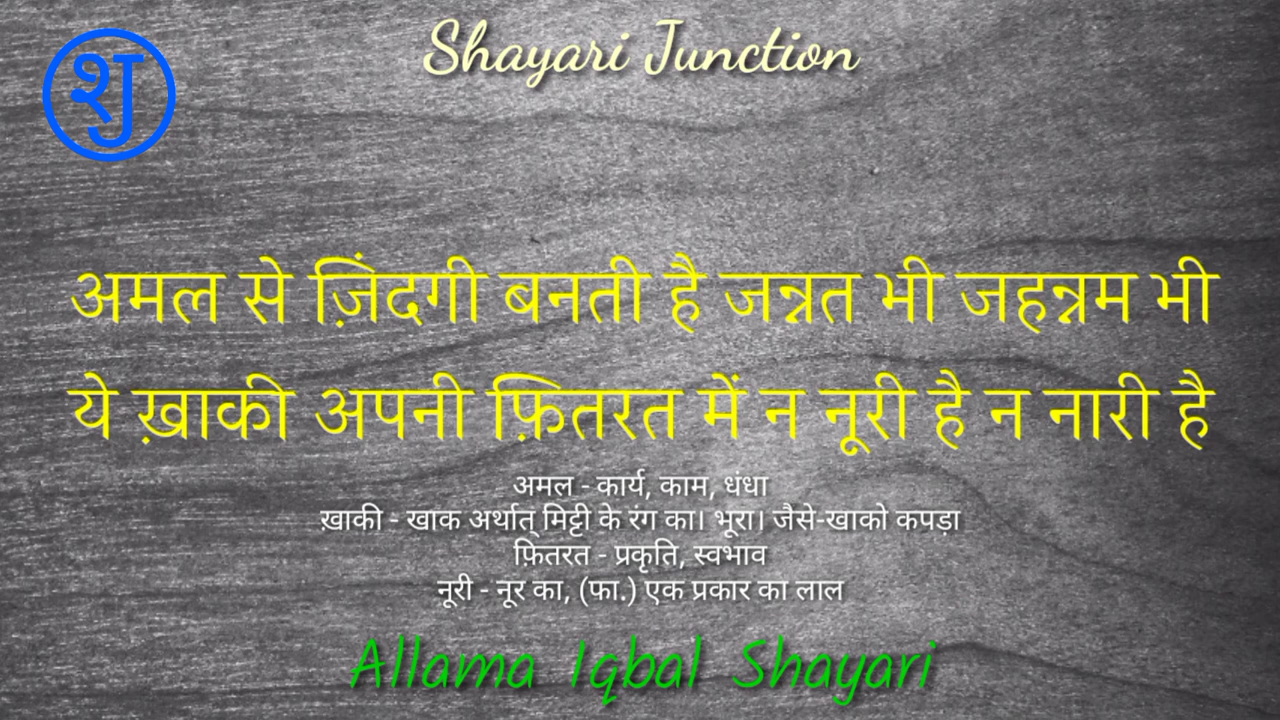 Shayari Junction
शु
अमल से ज़िंदगी बनती है जन्नत भी जहन्नम भी
ये ख़ाकी अपनी फ़ितरत में न नूरी है न नारी है
अमल - कार्य, काम, धंधा
ख़ाकी - खाक अर्थात् मिट्टी के रंग का। भूरा। जैसे-खाको कपड़ा
फ़ितरत - प्रकृति, स्वभाव
नूरी - नूर का, (फा.) एक प्रकार का लाल
Allama Iqbal Shayari